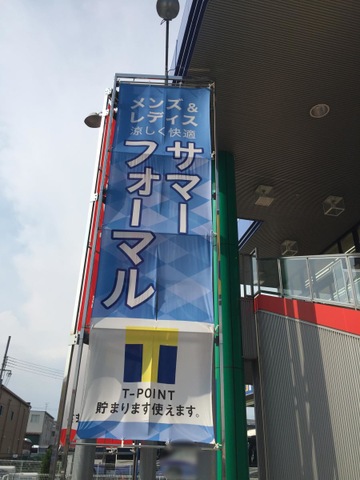 メンズ&
レディス
涼しく快適
サマー
フォーマル
T
T-POINT
貯まります使えます。